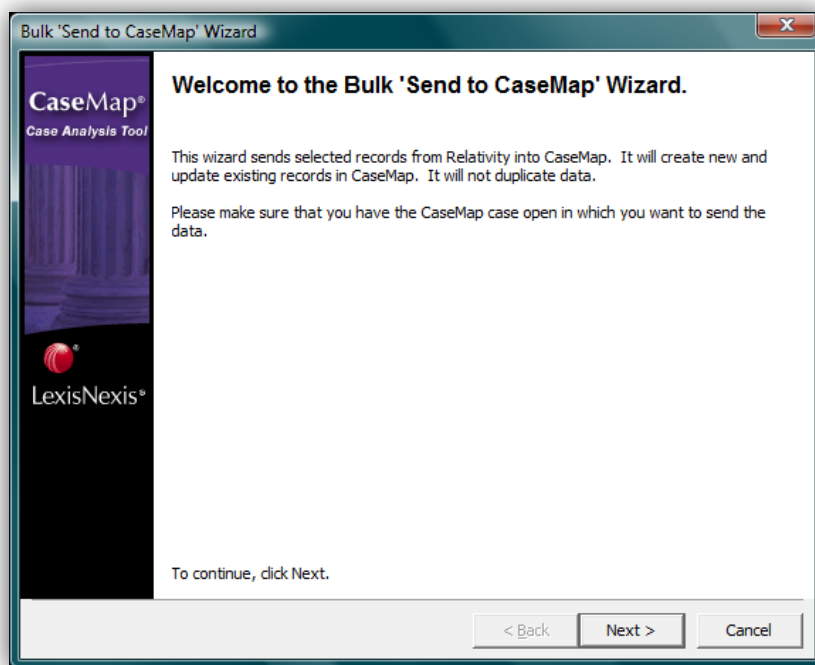 Bulk 'Send to CaseMap' Wizard
X
CaseMap®
Case Analysis Tool
Welcome to the Bulk 'Send to CaseMap' Wizard.
This wizard sends selected records from Relativity into CaseMap. It will create new and
update existing records in CaseMap. It will not duplicate data.
Please make sure that you have the CaseMap case open in which you want to send the
data.
®
LexisNexis®
To continue, click Next.
< Back
Next >
Cancel